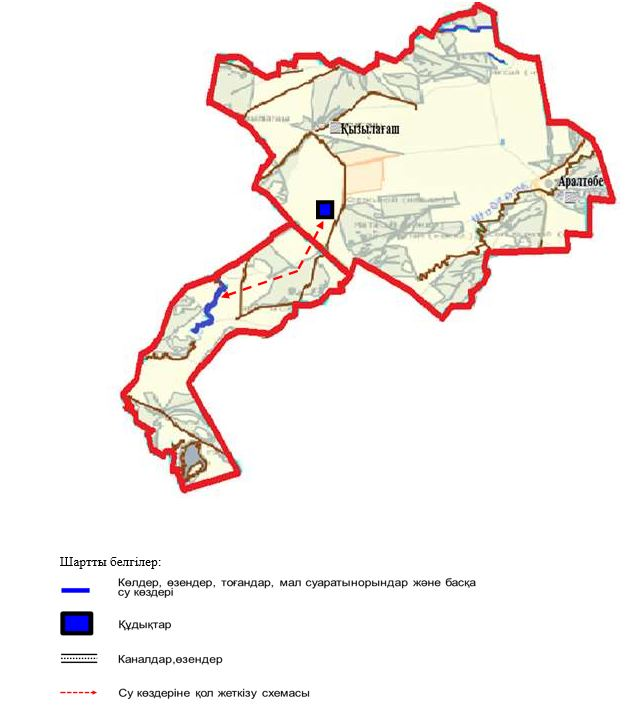 Қызылағаш
Аралтөбе
Шартты белгілер:
Көлдер, өзендер, тоғандар, мал суаратынорындар және басқа
су көздері
Құдықтар
Каналдар,өзендер
Су көздеріне қол жеткізу схемасы